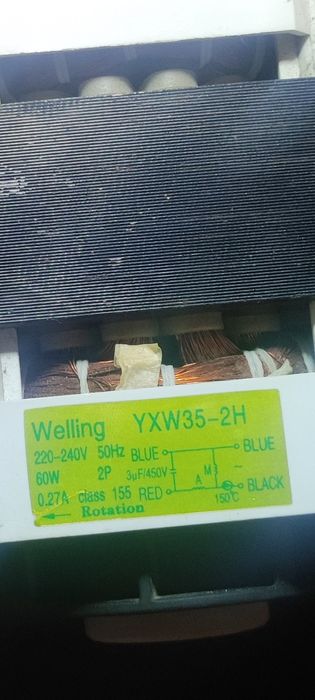 Welling YXW35-2H
220-240V 50Hz BLUE BLUE
60W 2P 3μF/450V M ~
0.27A class 155 RED A 150℃ BLACK
Rotation